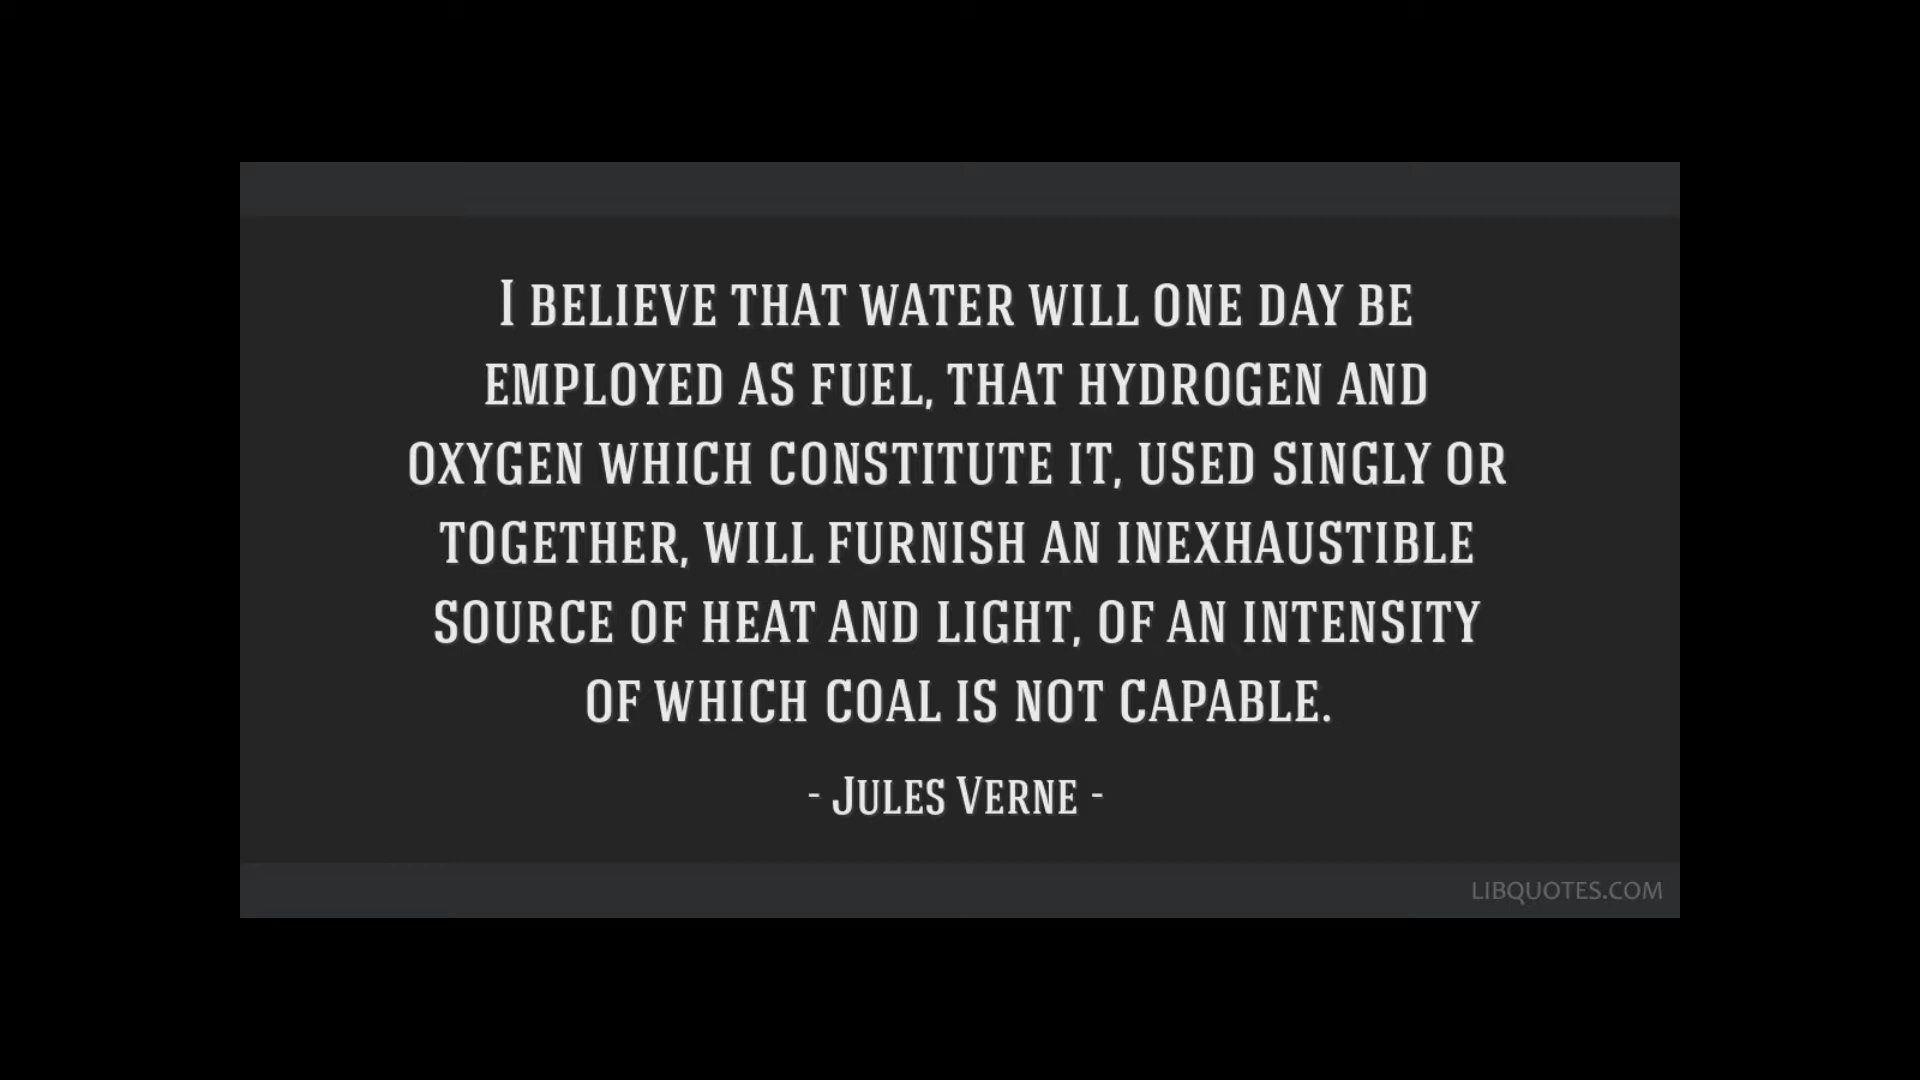 I BELIEVE THAT WATER WILL ONE DAY BE
EMPLOYED AS FUEL, THAT HYDROGEN AND
OXYGEN WHICH CONSTITUTE IT, USED SINGLY OR
TOGETHER, WILL FURNISH AN INEXHAUSTIBLE
SOURCE OF HEAT AND LIGHT, OF AN INTENSITY
OF WHICH COAL IS NOT CAPABLE.
- JULES VERNE -
LIBQUOTES.COM